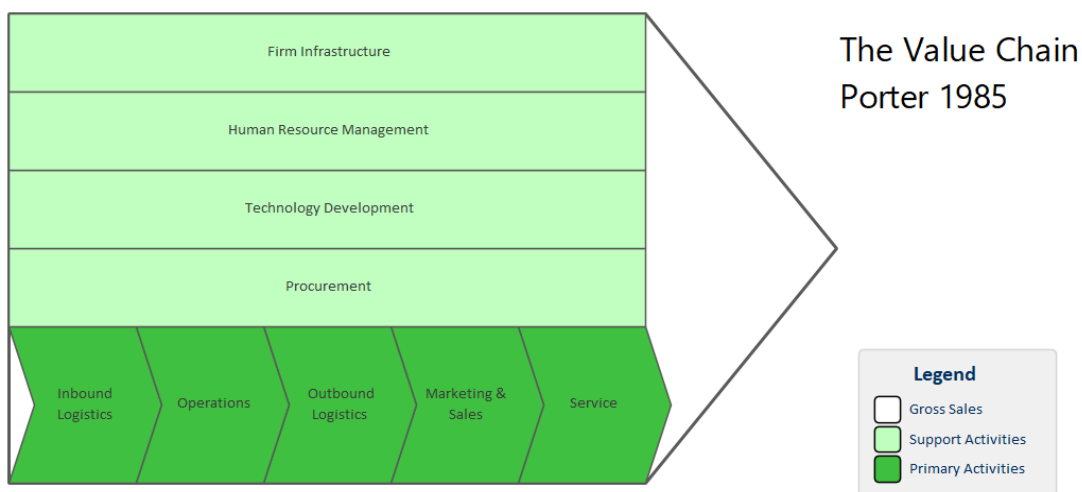 The Value Chain
Porter 1985
Firm Infrastructure
Human Resource Management
Technology Development
Procurement
Inbound
Logistics
Operations
Outbound
Logistics
Marketing &
Sales
Service
Legend
Gross Sales
Support Activities
Primary Activities